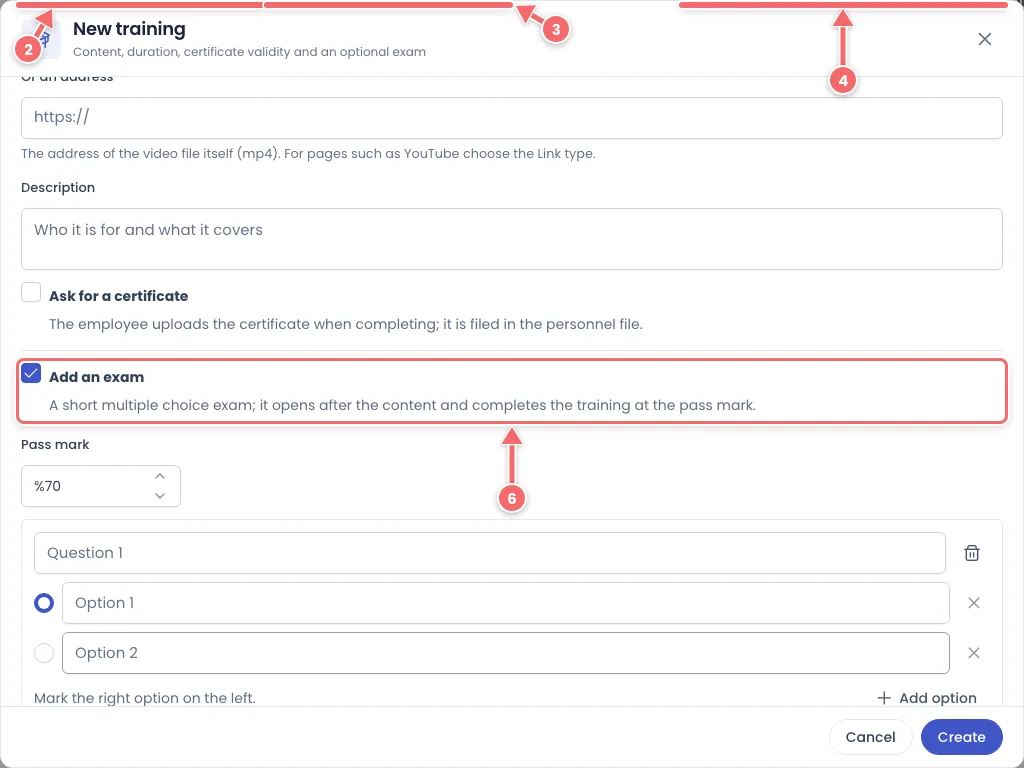 2
New training
Content, duration, certificate validity and an optional exam
3
4
Or an address
https://
The address of the video file itself (mp4). For pages such as YouTube choose the Link type.
Description
Who it is for and what it covers
Ask for a certificate
The employee uploads the certificate when completing; it is filed in the personnel file.
Add an exam
A short multiple choice exam; it opens after the content and completes the training at the pass mark.
Pass mark
%70
6
Question 1
Option 1
Option 2
Mark the right option on the left.
Add option
Cancel
Create